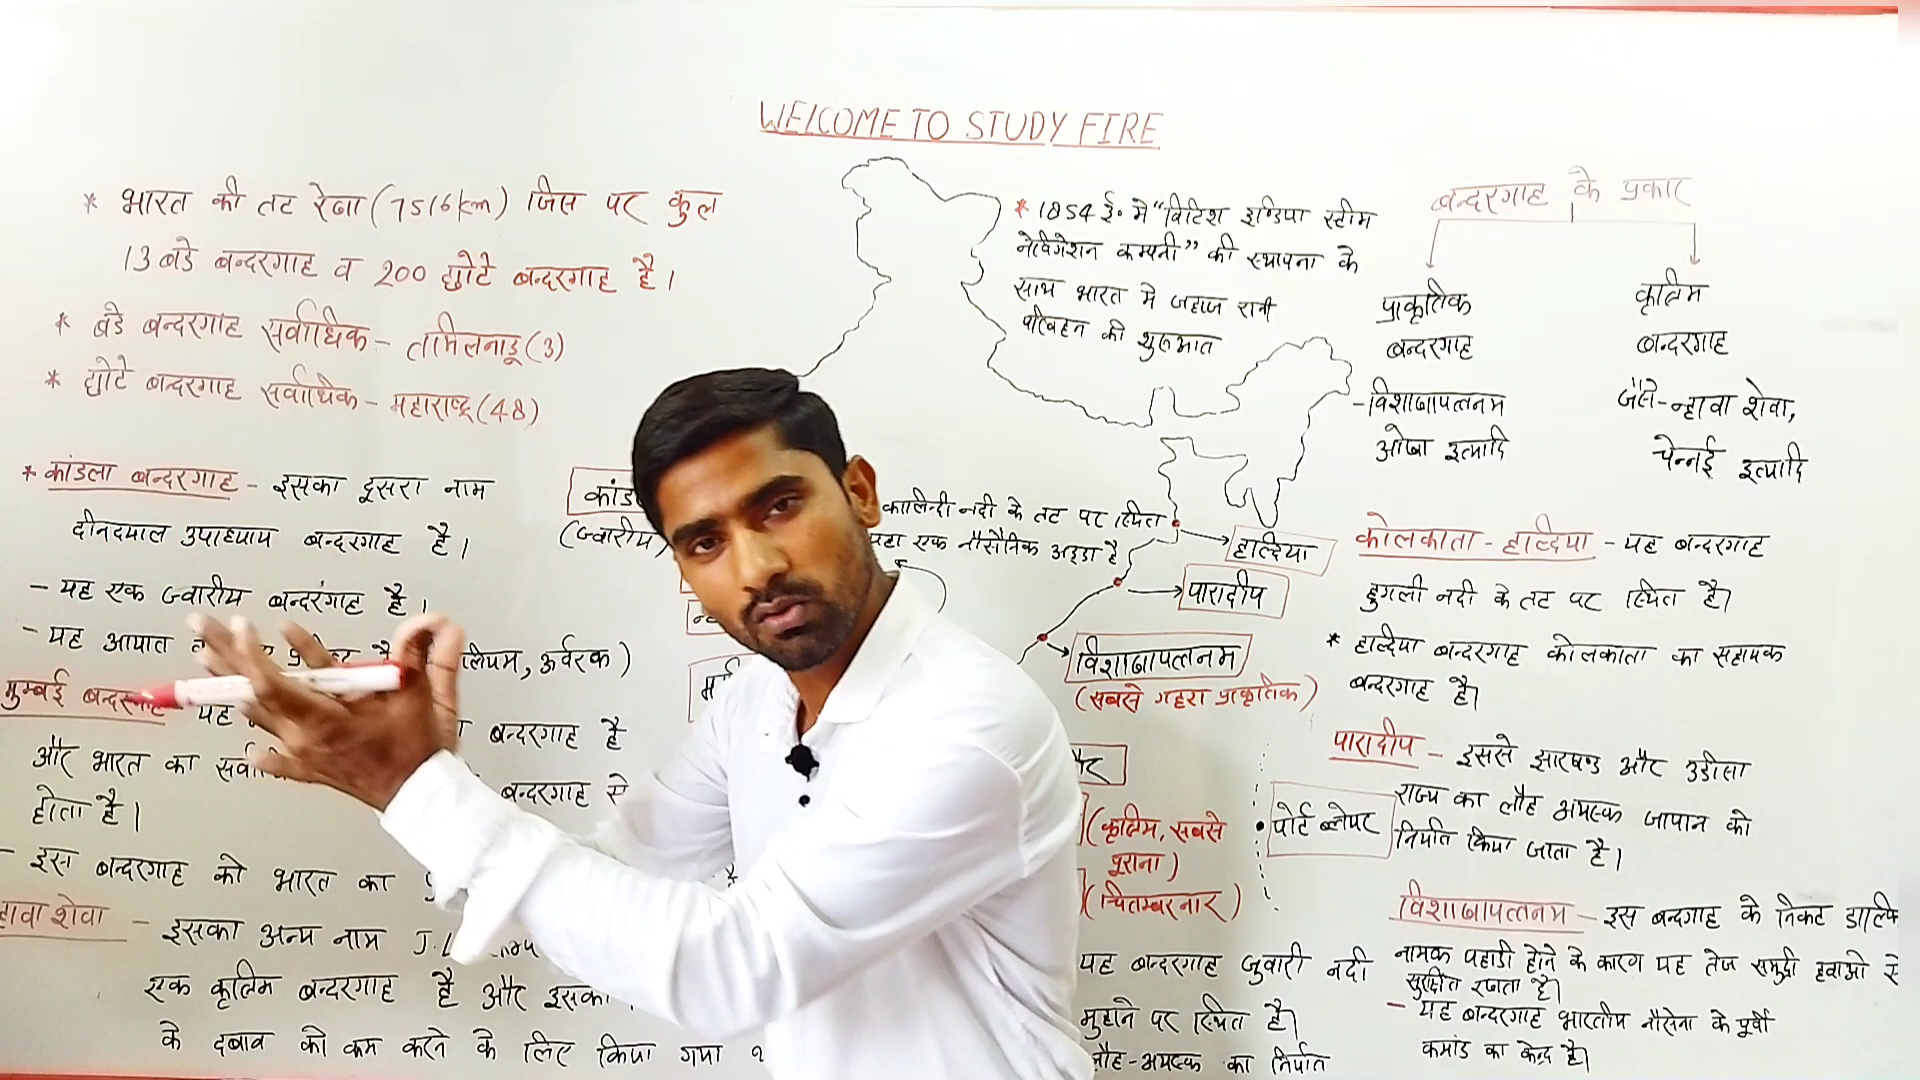 WELCOME TO STUDY FIRE
* भारत की तट रेखा (7516km) जिस पर कुल
13 बडे बन्दरगाह व 200 छोटे बन्दरगाह है।
* बडे बन्दरगाह सर्वाधिक - तमिलनाडू (3)
* छोटे बन्दरगाह सर्वाधिक - महाराष्ट्र (48)
* कांडला बन्दरगाह - इसका दूसरा नाम
दीनदयाल उपाध्याय बन्दरगाह है।
- यह एक ज्वारीय बन्दरगाह है।
- यह आयात
लियम, उर्वरक)
मुम्बई बन्दरगाह यह
बन्दरगाह है
और भारत का
बन्दरगाह से
होता है।
- इस बन्दरगाह को भारत का
हावा शेवा - इसका अन्य नाम
एक कृत्रिम बन्दरगाह है और इसका
के दबाव को कम करने के लिए किया गया
कांड
(ज्वारीय)
* 1854 ई॰ मे "ब्रिटिश इण्डिया स्टीम
नेविगेशन कम्पनी" की स्थापना के
साथ भारत मे जहाज रानी
परिवहन की शुरुआत
कालिन्दी नदी के तट पर स्थित
यहा एक नौसैनिक अड्डा है
हाल्दिया
पारादीप
विशाखापत्तनम
(सबसे गहरा प्राकृतिक)
(कृत्रिम, सबसे
पूराना)
(चितम्बरनार)
पोर्ट ब्लेयर
यह बन्दरगाह जुवारी नदी
मुहाने पर स्थित है।
लौह-अयस्क का निर्यात
बन्दरगाह के प्रकार
प्राकृतिक
बन्दरगाह
- विशाखापत्तनम
ओखा इत्यादि
कृत्रिम
बन्दरगाह
जैसे - न्हावा शेवा,
चेन्नई इत्यादि
कोलकाता - हाल्दिया - यह बन्दरगाह
हुगली नदी के तट पर स्थित है।
* हाल्दिया बन्दरगाह कोलकाता का सहायक
बन्दरगाह है।
पारादीप - इससे झारखण्ड और उडीसा
राज्य का लौह अयस्क जापान को
निर्यात किया जाता है।
विशाखापत्तनम - इस बन्दगाह के निकट डाल्फि
नामक पहाडी होने के कारण यह तेज समुद्री हवाओ से
सुरक्षित रखता है।
- यह बन्दरगाह भारतीय नौसेना के पूर्वी
कमांड का केन्द्र है।